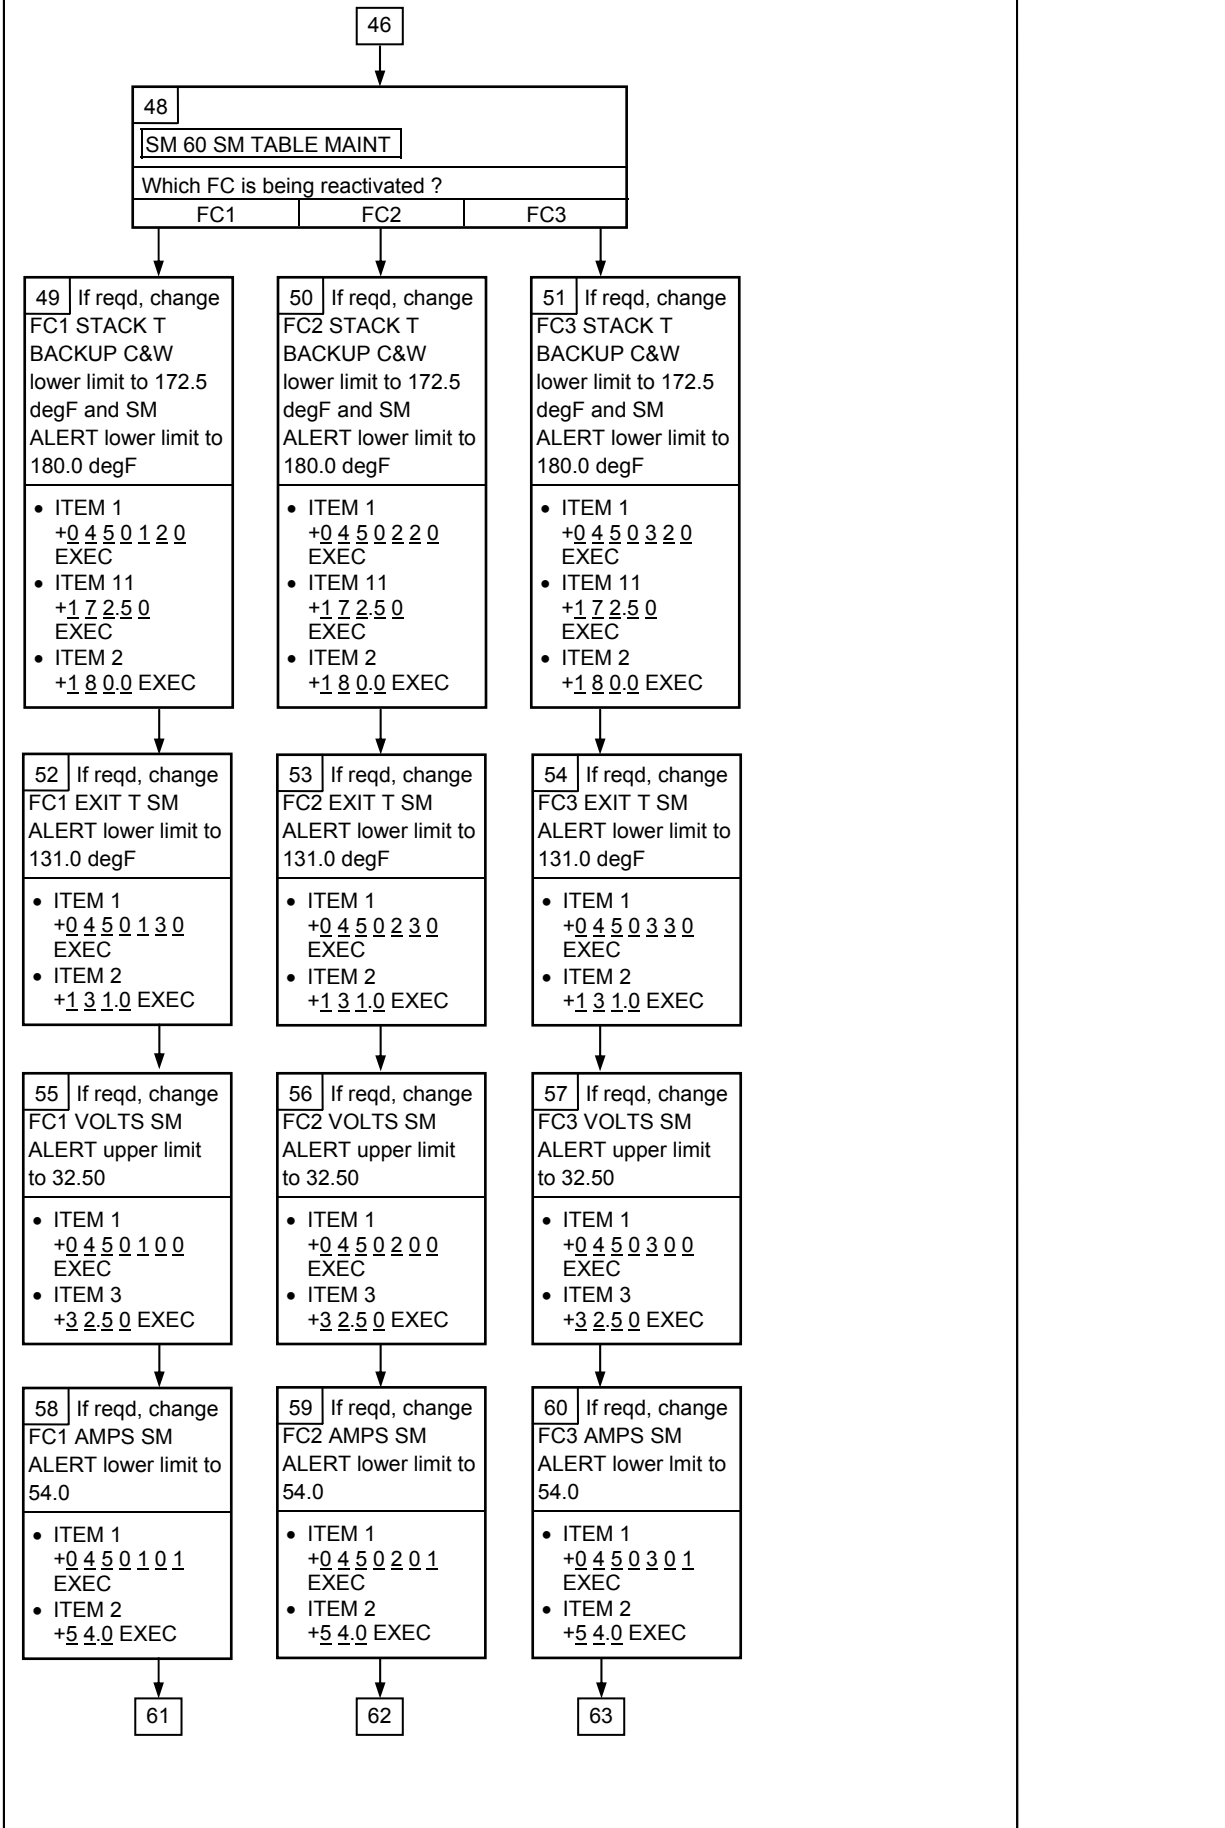 46
48
SM 60 SM TABLE MAINT
Which FC is being reactivated ?
FC1 FC2 FC3
49 If reqd, change
FC1 STACK T
BACKUP C&W
lower limit to 172.5
degF and SM
ALERT lower limit to
180.0 degF
• ITEM 1
+0 4 5 0 1 2 0
EXEC
• ITEM 11
+1 7 2.5 0
EXEC
• ITEM 2
+1 8 0.0 EXEC
50 If reqd, change
FC2 STACK T
BACKUP C&W
lower limit to 172.5
degF and SM
ALERT lower limit to
180.0 degF
• ITEM 1
+0 4 5 0 2 2 0
EXEC
• ITEM 11
+1 7 2.5 0
EXEC
• ITEM 2
+1 8 0.0 EXEC
51 If reqd, change
FC3 STACK T
BACKUP C&W
lower limit to 172.5
degF and SM
ALERT lower limit to
180.0 degF
• ITEM 1
+0 4 5 0 3 2 0
EXEC
• ITEM 11
+1 7 2.5 0
EXEC
• ITEM 2
+1 8 0.0 EXEC
52 If reqd, change
FC1 EXIT T SM
ALERT lower limit to
131.0 degF
• ITEM 1
+0 4 5 0 1 3 0
EXEC
• ITEM 2
+1 3 1.0 EXEC
53 If reqd, change
FC2 EXIT T SM
ALERT lower limit to
131.0 degF
• ITEM 1
+0 4 5 0 2 3 0
EXEC
• ITEM 2
+1 3 1.0 EXEC
54 If reqd, change
FC3 EXIT T SM
ALERT lower limit to
131.0 degF
• ITEM 1
+0 4 5 0 3 3 0
EXEC
• ITEM 2
+1 3 1.0 EXEC
55 If reqd, change
FC1 VOLTS SM
ALERT upper limit
to 32.50
• ITEM 1
+0 4 5 0 1 0 0
EXEC
• ITEM 3
+3 2.5 0 EXEC
56 If reqd, change
FC2 VOLTS SM
ALERT upper limit
to 32.50
• ITEM 1
+0 4 5 0 2 0 0
EXEC
• ITEM 3
+3 2.5 0 EXEC
57 If reqd, change
FC3 VOLTS SM
ALERT upper limit
to 32.50
• ITEM 1
+0 4 5 0 3 0 0
EXEC
• ITEM 3
+3 2.5 0 EXEC
58 If reqd, change
FC1 AMPS SM
ALERT lower limit to
54.0
• ITEM 1
+0 4 5 0 1 0 1
EXEC
• ITEM 2
+5 4.0 EXEC
59 If reqd, change
FC2 AMPS SM
ALERT lower limit to
54.0
• ITEM 1
+0 4 5 0 2 0 1
EXEC
• ITEM 2
+5 4.0 EXEC
60 If reqd, change
FC3 AMPS SM
ALERT lower lmit to
54.0
• ITEM 1
+0 4 5 0 3 0 1
EXEC
• ITEM 2
+5 4.0 EXEC
61
62
63